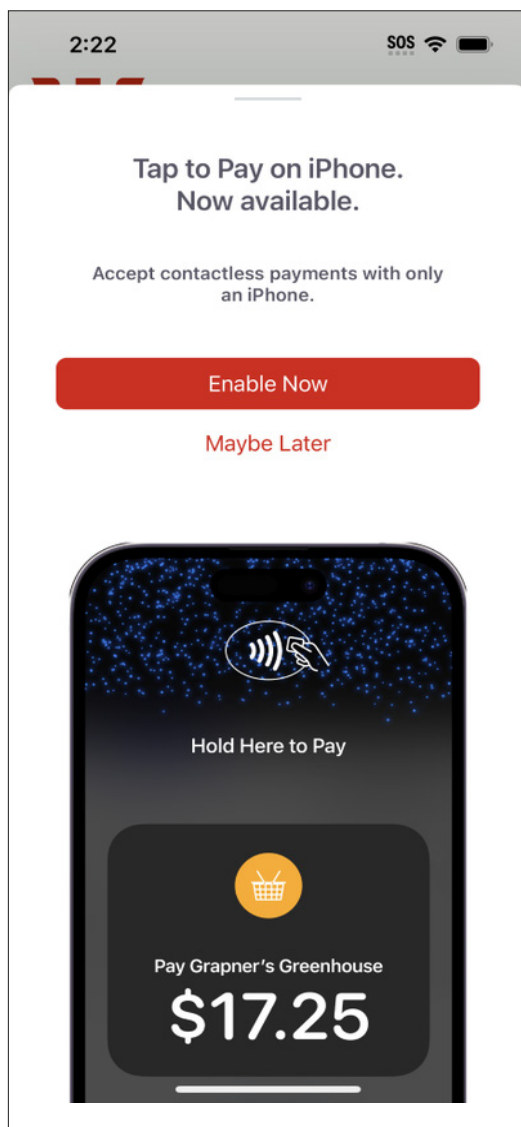 2:22 SOS
Tap to Pay on iPhone.
Now available.
Accept contactless payments with only
an iPhone.
Enable Now
Maybe Later
Hold Here to Pay
Pay Grapner's Greenhouse
$17.25